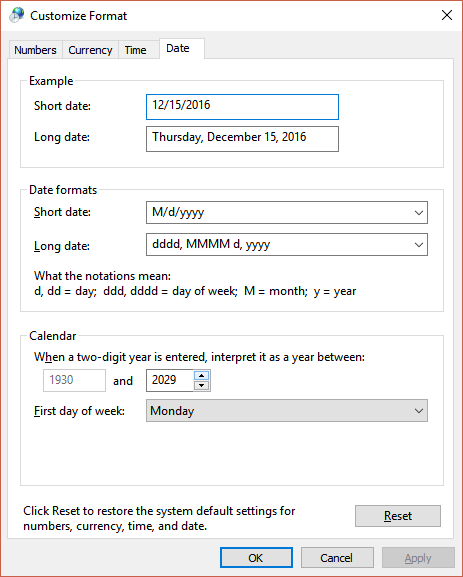 Customize Format
Numbers Currency Time Date
Example
Short date: 12/15/2016
Long date: Thursday, December 15, 2016
Date formats
Short date: M/d/yyyy
Long date: dddd, MMMM d, yyyy
What the notations mean:
d, dd = day; ddd, dddd = day of week; M = month; y = year
Calendar
When a two-digit year is entered, interpret it as a year between:
1930 and 2029
First day of week: Monday
Click Reset to restore the system default settings for
numbers, currency, time, and date.
Reset
OK Cancel Apply